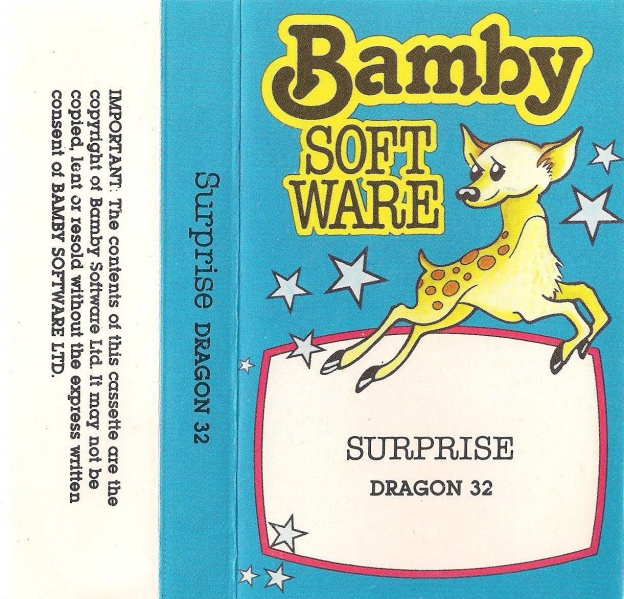 IMPORTANT: The contents of this cassette are the
copyright of Bamby Software Ltd. It may not be
copied, lent or resold without the express written
consent of BAMBY SOFTWARE LTD.
Surprise DRAGON 32
Bamby
SOFT
WARE
SURPRISE
DRAGON 32